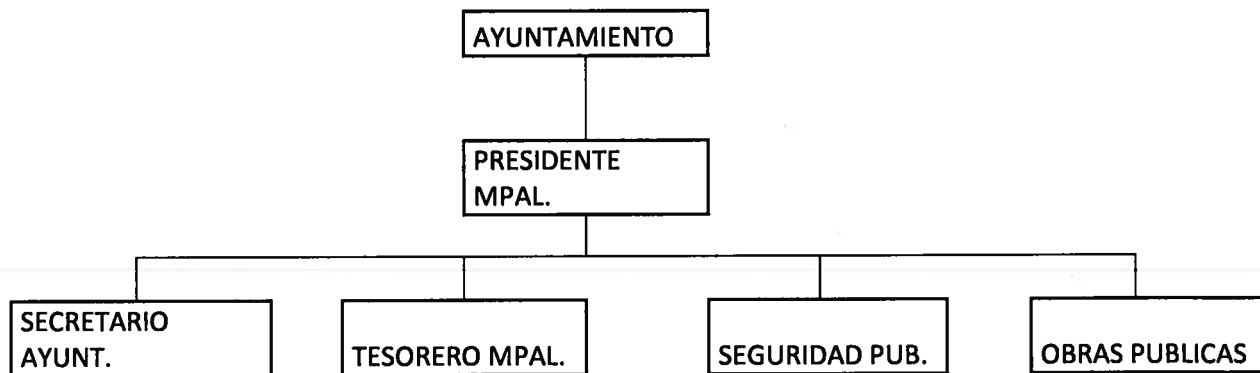 AYUNTAMIENTO
PRESIDENTE
MPAL.
SECRETARIO
AYUNT.
TESORERO MPAL.
SEGURIDAD PUB.
OBRAS PUBLICAS